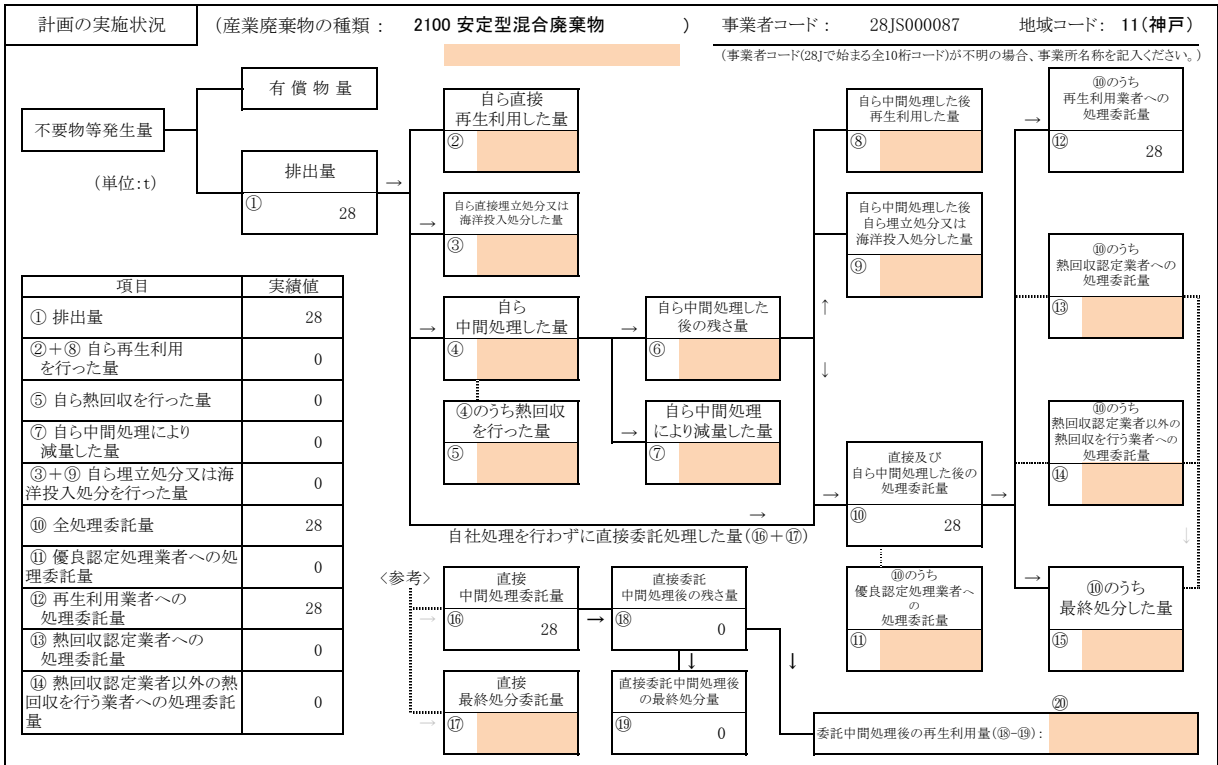 計画の実施状況
(産業廃棄物の種類 : 2100 安定型混合廃棄物 )
事業者コード : 28JS000087 地域コード: 11(神戸)
(事業者コード(28Jで始まる全10桁コード)が不明の場合、事業所名称を記入ください。)
不要物等発生量
(単位:t)
有 償 物 量
排出量
→
① 28
自ら直接
再生利用した量
②
→
自ら直接埋立処分又は
海洋投入処分した量
③
→
自ら
中間処理した量
④
④のうち熱回収
を行った量
⑤
→
自ら中間処理した
後の残さ量
⑥
→
自ら中間処理
により減量した量
⑦
自ら中間処理した後
再生利用した量
⑧
自ら中間処理した後
自ら埋立処分又は
海洋投入処分した量
⑨
↑
↓
→
→
自社処理を行わずに直接委託処理した量(⑯+⑰)
直接及び
自ら中間処理した後の
処理委託量
⑩ 28
→
⑩のうち
優良認定処理業者へ
の
処理委託量
⑪
→
⑩のうち
再生利用業者への
処理委託量
⑫ 28
⑩のうち
熱回収認定業者への
処理委託量
⑬
⑩のうち
熱回収認定業者以外の
熱回収を行う業者への
処理委託量
⑭
↓
→
⑩のうち
最終処分した量
⑮
項目 実績値
① 排出量 28
②+⑧ 自ら再生利用
を行った量 0
⑤ 自ら熱回収を行った量 0
⑦ 自ら中間処理により
減量した量 0
③+⑨ 自ら埋立処分又は海
洋投入処分を行った量 0
⑩ 全処理委託量 28
⑪ 優良認定処理業者への処
理委託量 0
⑫ 再生利用業者への
処理委託量 28
⑬ 熱回収認定業者への
処理委託量 0
⑭ 熱回収認定業者以外の熱
回収を行う業者への処理委託
量 0
<参考>
直接
中間処理委託量
→ ⑯ 28
→
直接委託
中間処理後の残さ量
⑱ 0
↓
↓
直接
最終処分委託量
→ ⑰
直接委託中間処理後
の最終処分量
⑲ 0
⑳
委託中間処理後の再生利用量(⑱-⑲):